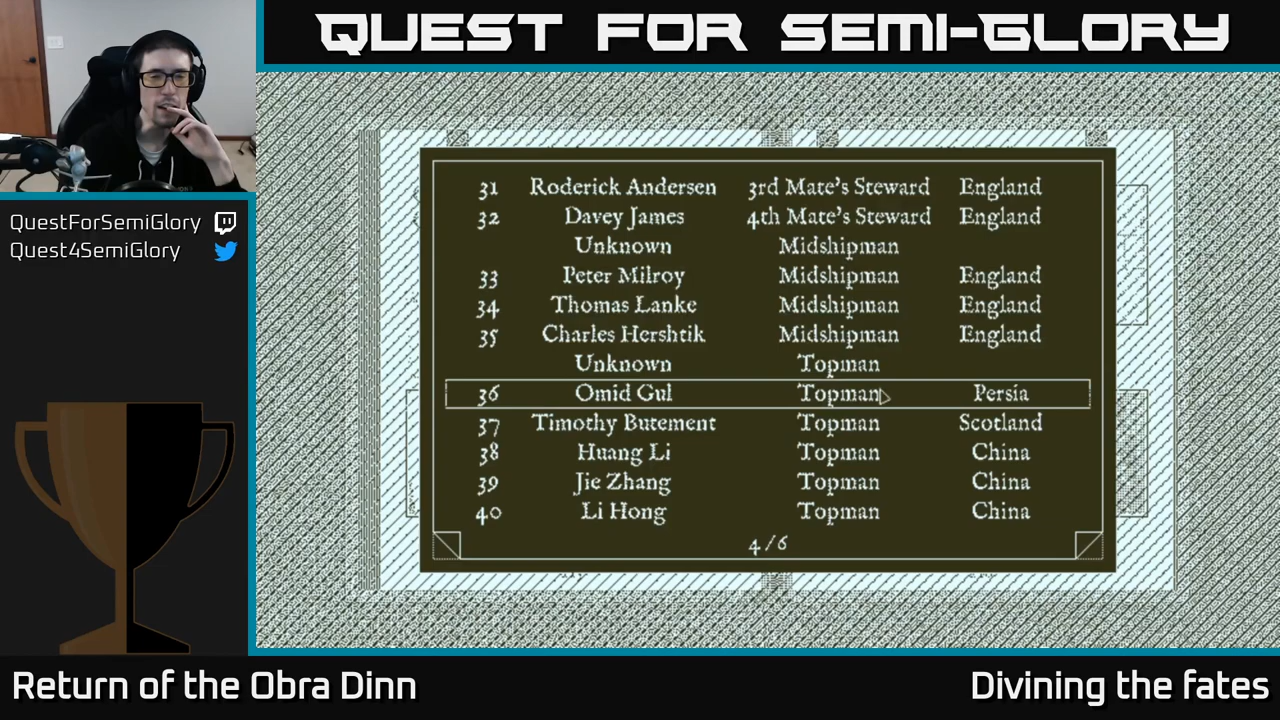 QUEST FOR SEMI-GLORY
QuestForSemiGlory
Quest4SemiGlory
31 Roderick Andersen 3rd Mate's Steward England
32 Davey James 4th Mate's Steward England
Unknown Midshipman
33 Peter Milroy Midshipman England
34 Thomas Lanke Midshipman England
35 Charles Hershtik Midshipman England
Unknown Topman
36 Omid Gul Topman Persia
37 Timothy Butement Topman Scotland
38 Huang Li Topman China
39 Jie Zhang Topman China
40 Li Hong Topman China
4/6
Return of the Obra Dinn
Divining the fates